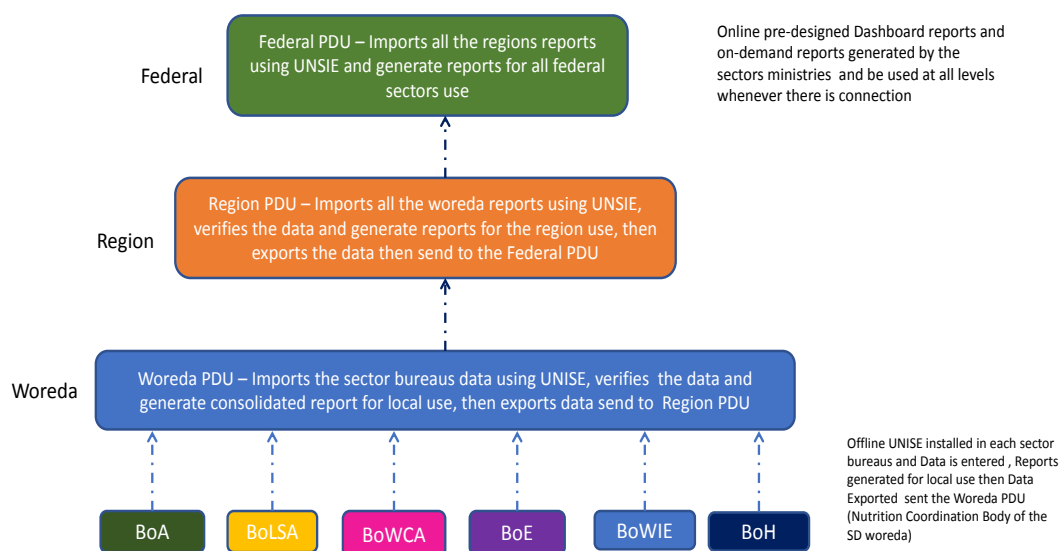 Federal PDU – Imports all the regions reports
using UNSIE and generate reports for all federal
sectors use
Federal
Online pre-designed Dashboard reports and
on-demand reports generated by the
sectors ministries and be used at all levels
whenever there is connection
Region PDU – Imports all the woreda reports using UNSIE,
verifies the data and generate reports for the region use, then
exports the data then send to the Federal PDU
Region
Woreda PDU – Imports the sector bureaus data using UNISE, verifies the data and
generate consolidated report for local use, then exports data send to Region PDU
Woreda
Offline UNISE installed in each sector
bureaus and Data is entered , Reports
generated for local use then Data
Exported sent the Woreda PDU
(Nutrition Coordination Body of the
SD woreda)
BoA
BoLSA
BoWCA
BoE
BoWIE
BoH